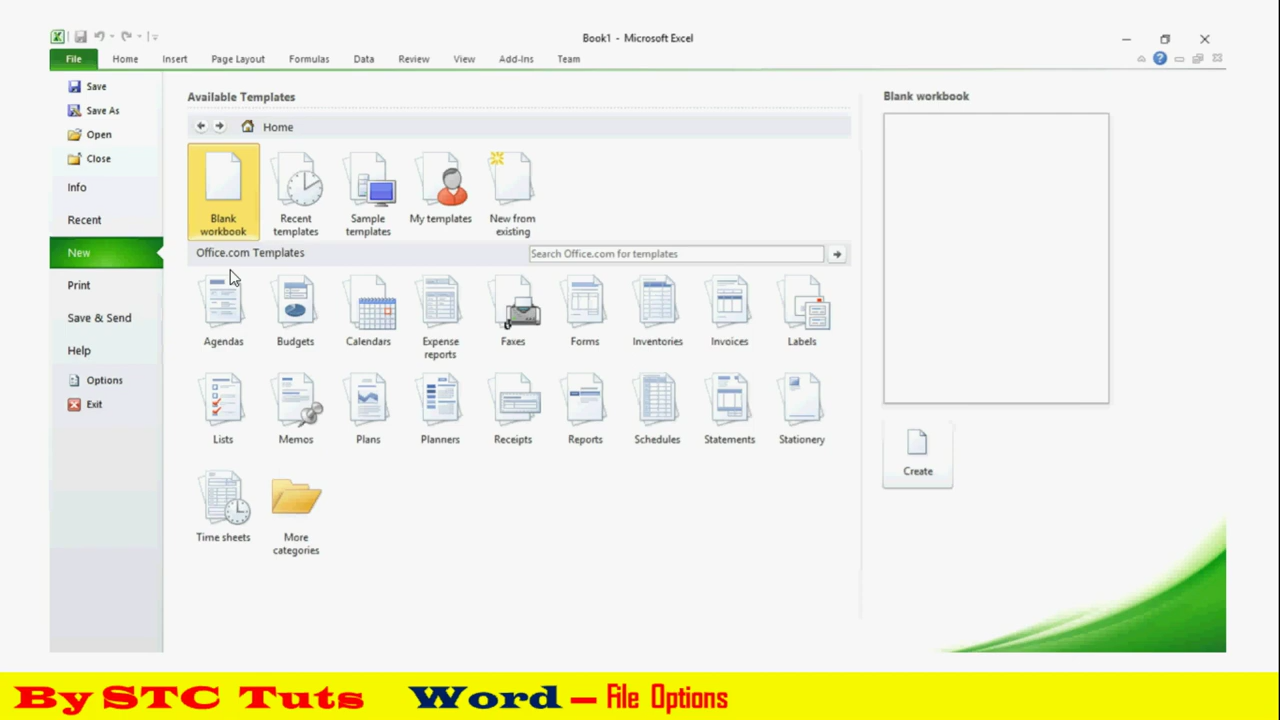 Book1 - Microsoft Excel
File Home Insert Page Layout Formulas Data Review View Add-Ins Team
Save
Save As
Open
Close
Info
Recent
New
Print
Save & Send
Help
Options
Exit
Available Templates
Home
Blank workbook
Recent templates
Sample templates
My templates
New from existing
Office.com Templates
Search Office.com for templates
Agendas
Budgets
Calendars
Expense reports
Faxes
Forms
Inventories
Invoices
Labels
Lists
Memos
Plans
Planners
Receipts
Reports
Schedules
Statements
Stationery
Time sheets
More categories
Blank workbook
Create
By STC Tuts Word – File Options